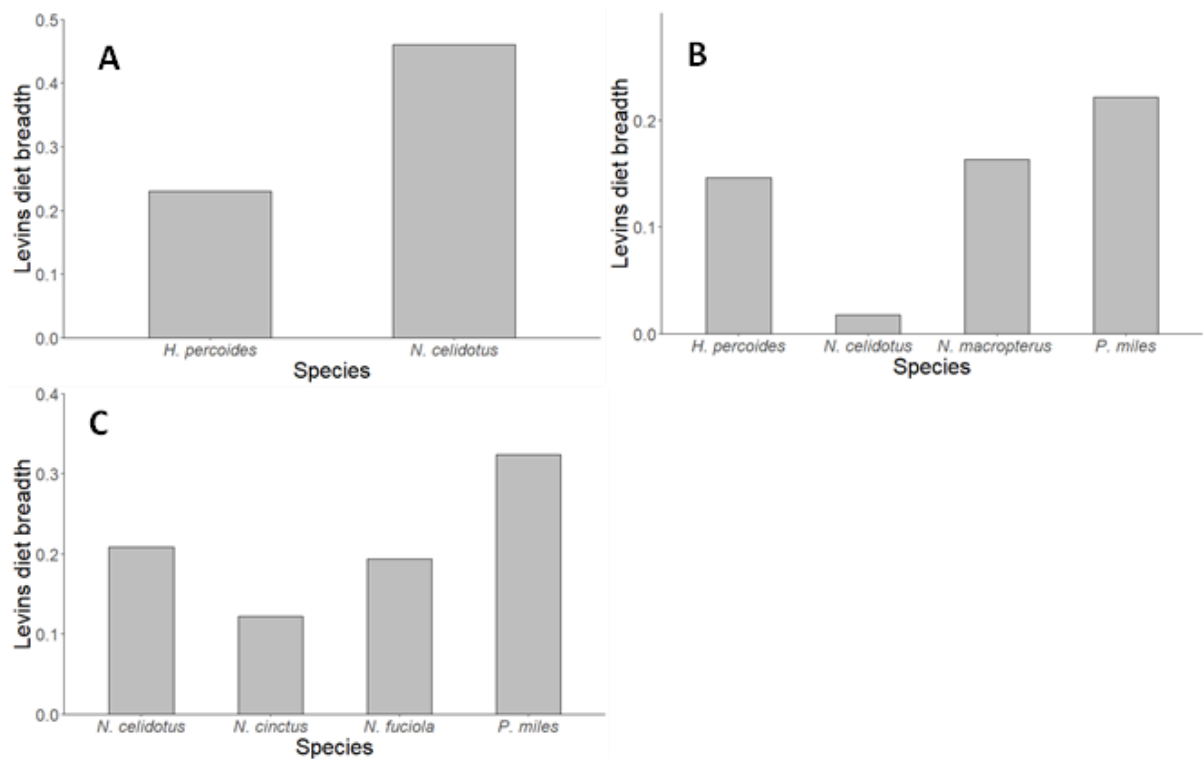 A
Levins diet breadth
0.5
0.4
0.3
0.2
0.1
0.0
H. percoides N. celidotus
Species
B
Levins diet breadth
0.2
0.1
0.0
H. percoides N. celidotus N. macropterus P. miles
Species
C
Levins diet breadth
0.4
0.3
0.2
0.1
0.0
N. celidotus N. cinctus N. fuciola P. miles
Species